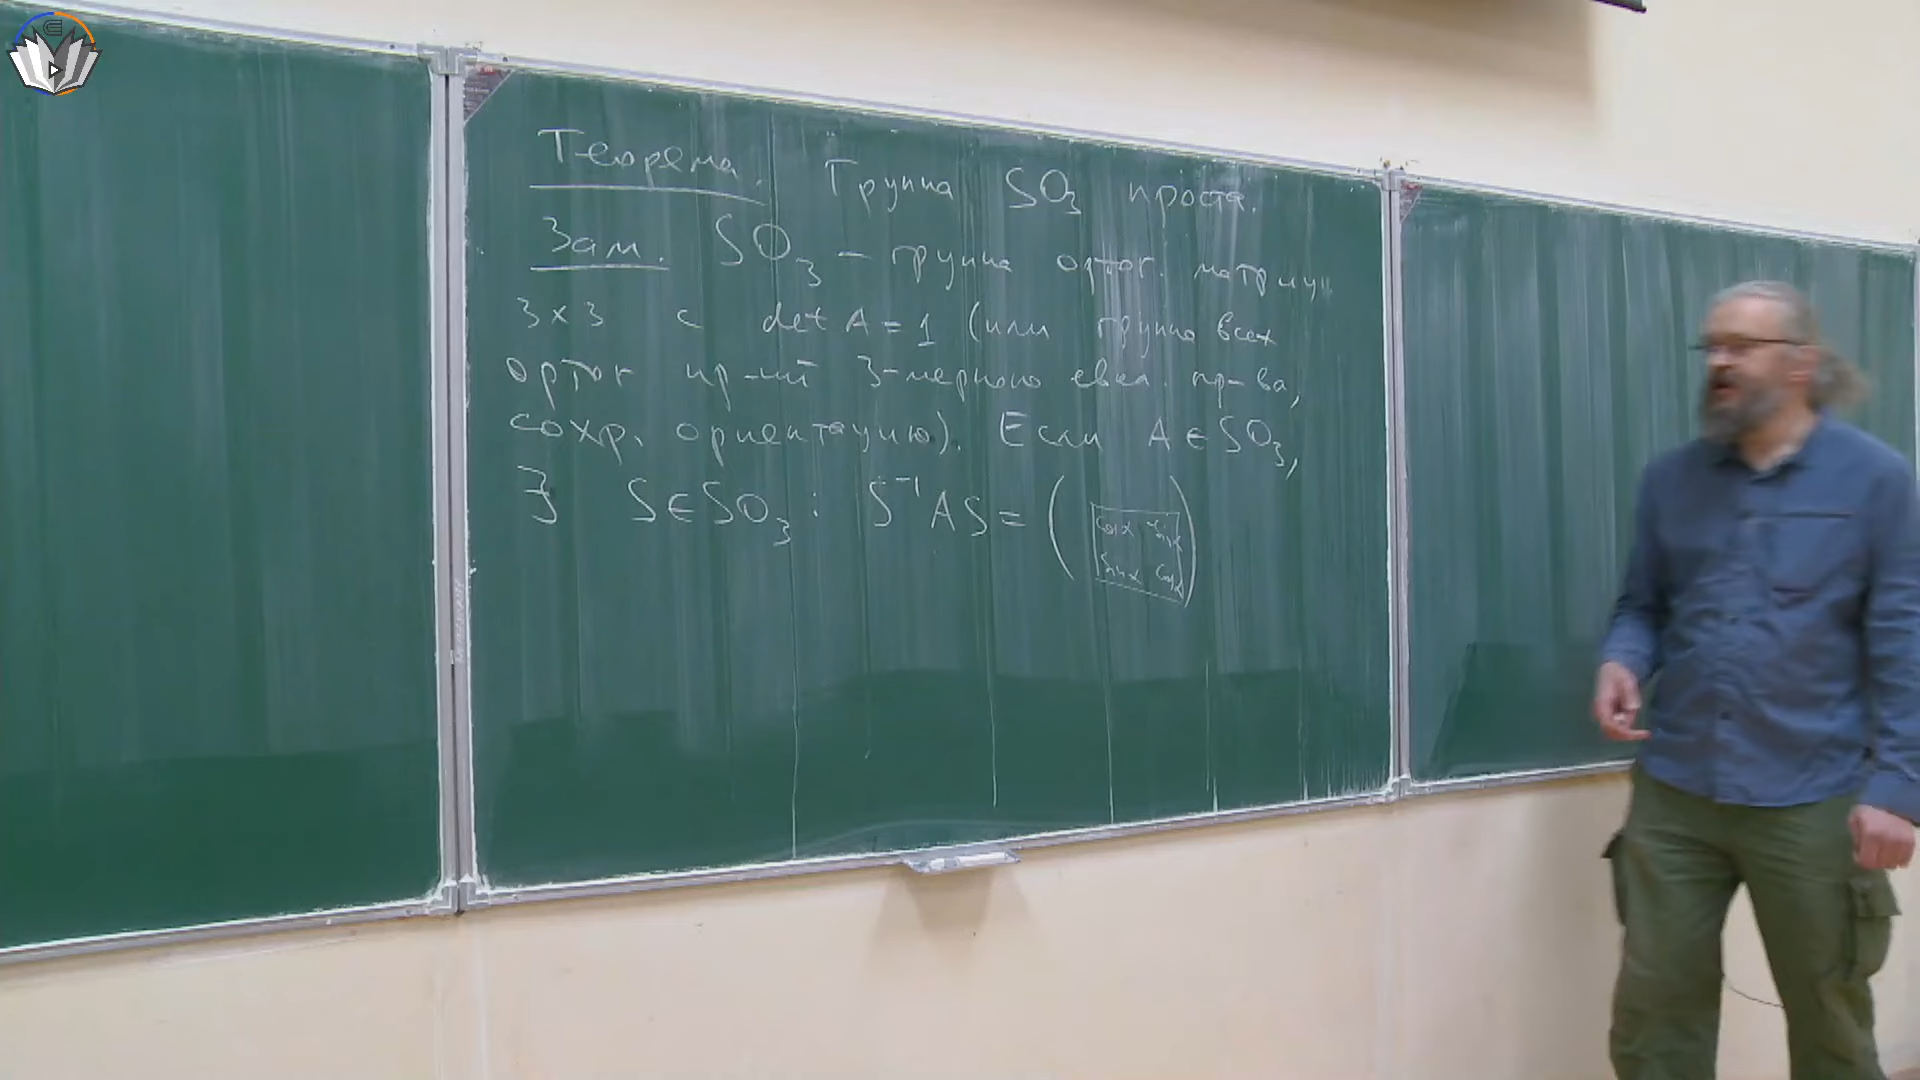 Теорема. Группа SO₃ проста.
Зам. SO₃ – группа ортог. матриц
3×3 с det A = 1 (или группа всех
ортог пр-ий 3-мерного евкл. пр-ва,
сохр. ориентацию). Если A ∈ SO₃,
∃ S ∈ SO₃ : S⁻¹AS = (
cos α -sin α
sin α cos α
)